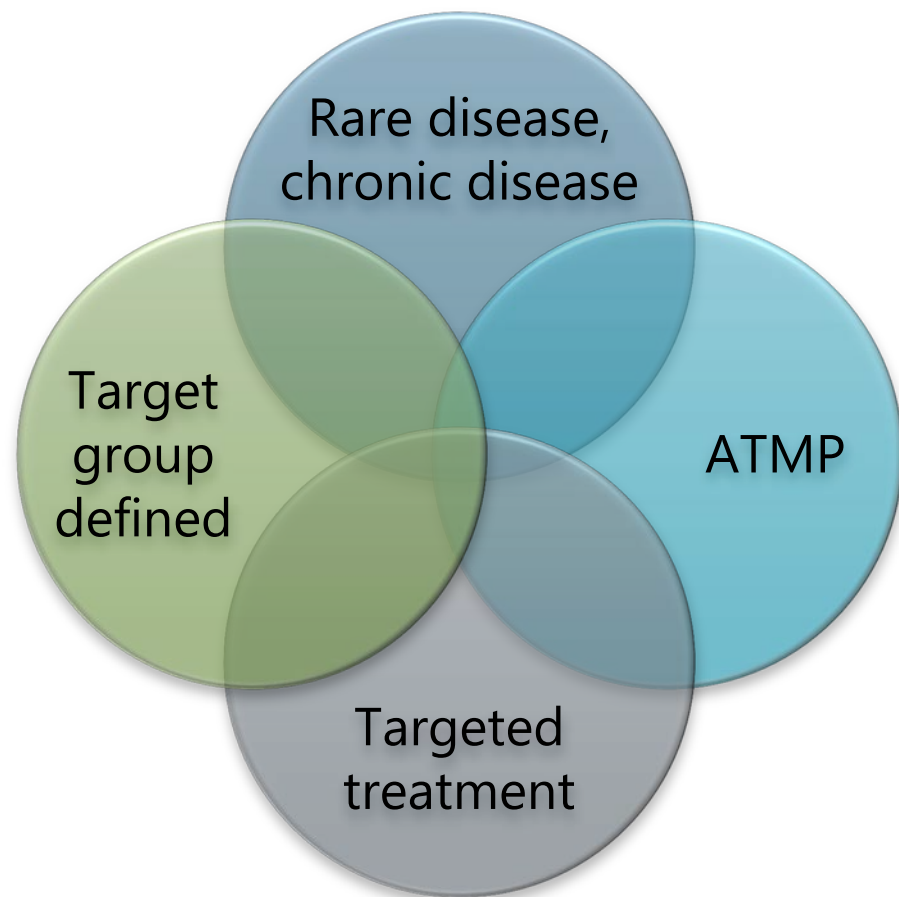 Rare disease,
chronic disease
Target
group
defined
ATMP
Targeted
treatment